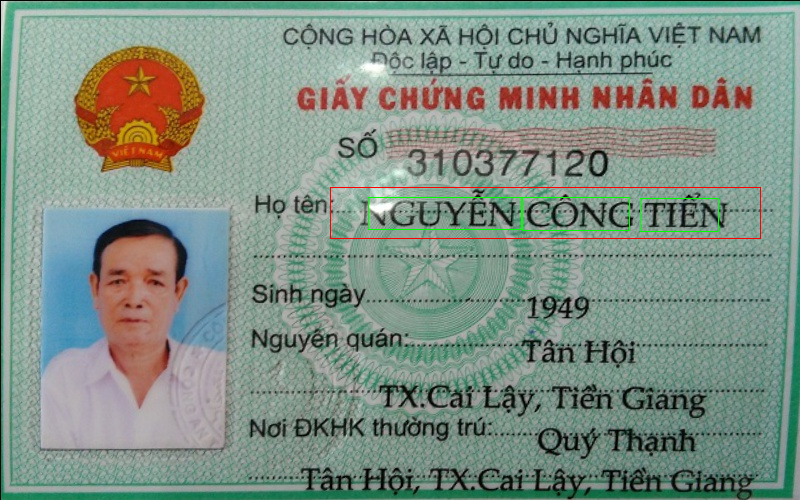 CỘNG HÒA XÃ HỘI CHỦ NGHĨA VIỆT NAM
Độc lập - Tự do - Hạnh phúc
GIẤY CHỨNG MINH NHÂN DÂN
SỐ 310377120
VIỆT NAM
Họ tên: NGUYỄN CÔNG TIỂN
Sinh ngày 1949
Nguyên quán: Tân Hội
TX.Cai Lậy, Tiền Giang
Nơi ĐKHK thường trú: Quý Thạnh
Tân Hội, TX.Cai Lậy, Tiền Giang